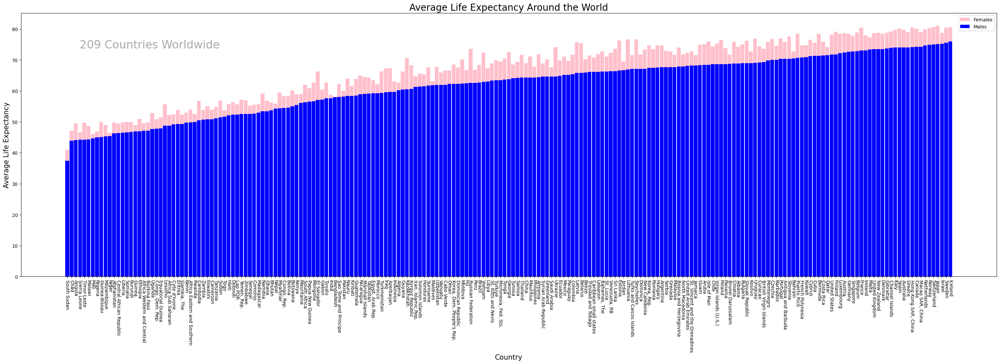 Average Life Expectancy Around the World
Females
Males
209 Countries Worldwide
Average Life Expectancy
80
70
60
50
40
30
20
10
0
South Sudan
Chad
Angola
Sierra Leone
Timor-Leste
Malawi
Mali
Nigeria
Guinea-Bissau
Mozambique
Niger
Afghanistan
Central African Republic
Liberia
Somalia
Burundi
Guinea
Ethiopia
Africa Western and Central
Burkina Faso
Uganda
Congo, Dem. Rep.
Equatorial Guinea
Lesotho
Africa Sub Saharan
Cote d'Ivoire
Eritrea
Gambia, The
Benin
Africa Eastern and Southern
Rwanda
Cambodia
Zambia
Eswatini
Cameroon
Tanzania
Sudan
Togo
Haiti
Djibouti
Lao PDR
Yemen, Rep.
Zimbabwe
Senegal
Comoros
Madagascar
Namibia
Ghana
Bhutan
Nepal
Myanmar
Congo, Rep.
Bolivia
Botswana
Kenya
Mauritania
South Africa
Papua New Guinea
Mongolia
El Salvador
Gabon
Tuvalu
India
Bangladesh
Sao Tome and Principe
Pakistan
Nauru
Kiribati
Guatemala
Nicaragua
Marshall Islands
Tajikistan
Egypt, Arab Rep.
Morocco
Turkmenistan
Iraq
Azerbaijan
Indonesia
Algeria
Guyana
Kazakhstan
Kyrgyz Republic
Iran, Islamic Rep.
Solomon Islands
Honduras
Suriname
Maldives
Uzbekistan
Vanuatu
Cabo Verde
Oman
Korea, Dem. People's Rep.
Dominican Republic
Moldova
Fiji
Russian Federation
Peru
Brazil
Vietnam
Libya
St. Kitts and Nevis
Turkiye
Micronesia, Fed. Sts.
Tonga
Georgia
Tunisia
Samoa
Thailand
China
Mauritius
Philippines
Armenia
Syrian Arab Republic
Greenland
Saudi Arabia
Ukraine
Ecuador
Mexico
Paraguay
Colombia
Latvia
Belarus
Belize
Trinidad and Tobago
Caribbean small states
Lebanon
Bahamas, The
St. Lucia
Venezuela, RB
Sri Lanka
Estonia
Jordan
Lithuania
Turks and Caicos Islands
Seychelles
Dominica
New Caledonia
Korea, Rep.
Romania
Hungary
Argentina
Serbia
Grenada
Malaysia
Bosnia and Herzegovina
North Macedonia
United Arab Emirates
St. Vincent and the Grenadines
Jamaica
Guam
Aruba
Isle of Man
Chile
Virgin Islands (U.S.)
Poland
Panama
Brunei Darussalam
Croatia
Albania
Bulgaria
Slovak Republic
Kosovo
Uruguay
Curacao
British Virgin Islands
Montenegro
Czechia
Barbados
Portugal
Antigua and Barbuda
Slovenia
Bahrain
Puerto Rico
French Polynesia
Kuwait
Cyprus
Cuba
Bermuda
Costa Rica
Qatar
United States
Finland
Luxembourg
Austria
Germany
Singapore
Belgium
France
Ireland
Malta
United Kingdom
New Zealand
Denmark
Gibraltar
Channel Islands
Italy
Spain
Australia
Greece
Hong Kong SAR, China
Canada
Macao SAR, China
Netherlands
Norway
Switzerland
Japan
Israel
Sweden
Iceland
Country